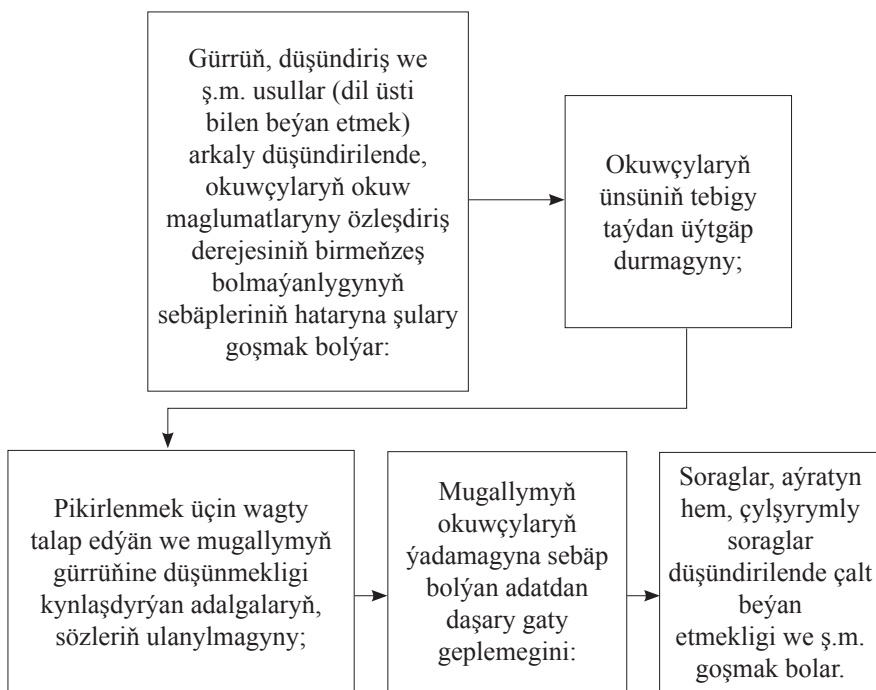 Gürrüň, düşündiriş we
ş.m. usullar (dil üsti
bilen beýan etmek)
arkaly düşündirilende,
okuwçylaryň okuw
maglumatlaryny özleşdiriş
derejesiniň birmeňzeş
bolmaýanlygynyň
sebäpleriniň hataryna şulary
goşmak bolýar:
Okuwçylaryň
ünsüniň tebigy
taýdan üýtgäp
durmagyny;
Pikirlenmek üçin wagty
talap edýän we mugallymyň
gürrüňine düşünmekligi
kynlaşdyrýan adalgalaryň,
sözleriň ulanylmagyny;
Mugallymyň
okuwçylaryň
ýadamagyna sebäp
bolýan adatdan
daşary gaty
geplemegini:
Soraglar, aýratyn
hem, çylşyrymly
soraglar
düşündirilende çalt
beýan
etmekligi we ş.m.
goşmak bolar.